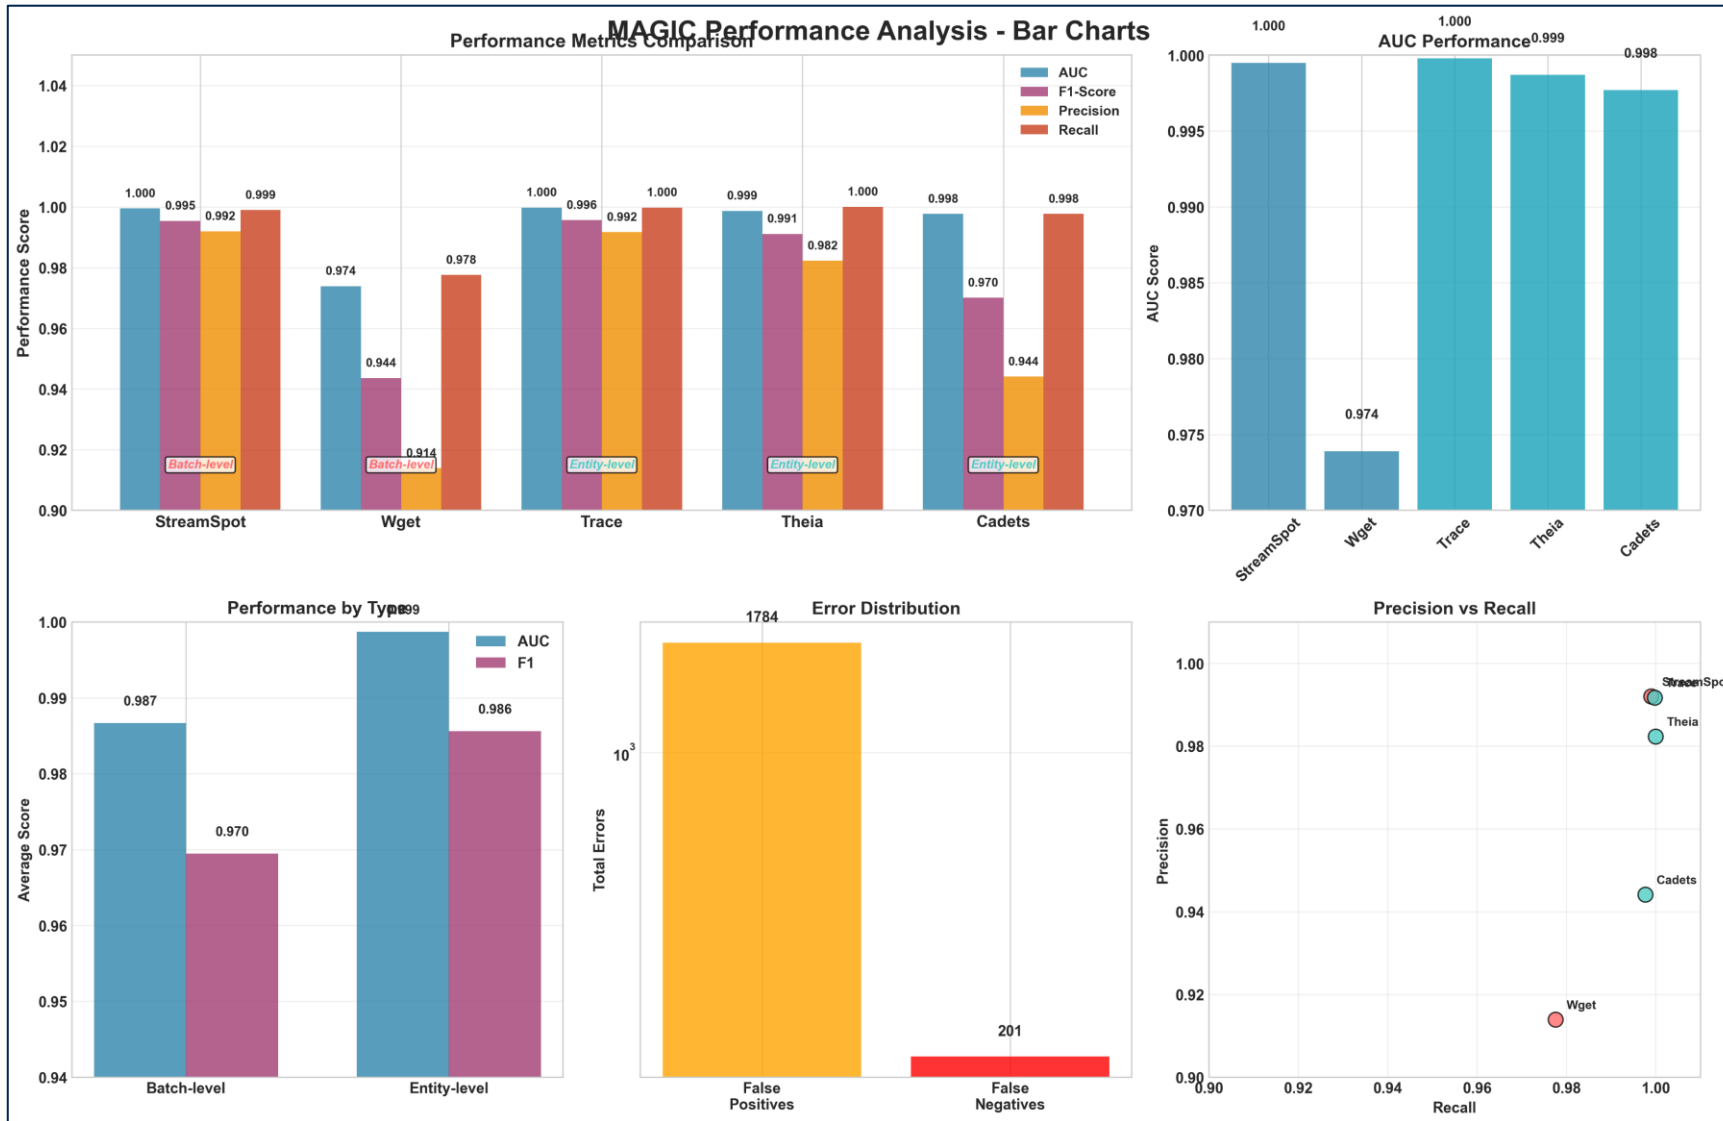 MAGIC Performance Analysis - Bar Charts
Performance Metrics Comparison
AUC
F1-Score
Precision
Recall
Performance Score
1.04
1.02
1.00
0.98
0.96
0.94
0.92
0.90
1.000
0.995
0.992
0.999
0.974
0.944
0.914
0.978
1.000
0.996
0.992
1.000
0.999
0.991
0.982
1.000
0.998
0.970
0.944
0.998
Batch-level
Batch-level
Entity-level
Entity-level
Entity-level
StreamSpot
Wget
Trace
Theia
Cadets
AUC Performance
AUC Score
1.000
0.995
0.990
0.985
0.980
0.975
0.970
1.000
0.974
1.000
0.999
0.998
StreamSpot
Wget
Trace
Theia
Cadets
Performance by Type
AUC
F1
Average Score
1.00
0.99
0.98
0.97
0.96
0.95
0.94
0.987
0.970
0.999
0.986
Batch-level
Entity-level
Error Distribution
Total Errors
10³
1784
201
False
Positives
False
Negatives
Precision vs Recall
Precision
1.00
0.98
0.96
0.94
0.92
0.90
StreamSpo
Trace
Theia
Cadets
Wget
0.90
0.92
0.94
0.96
0.98
1.00
Recall